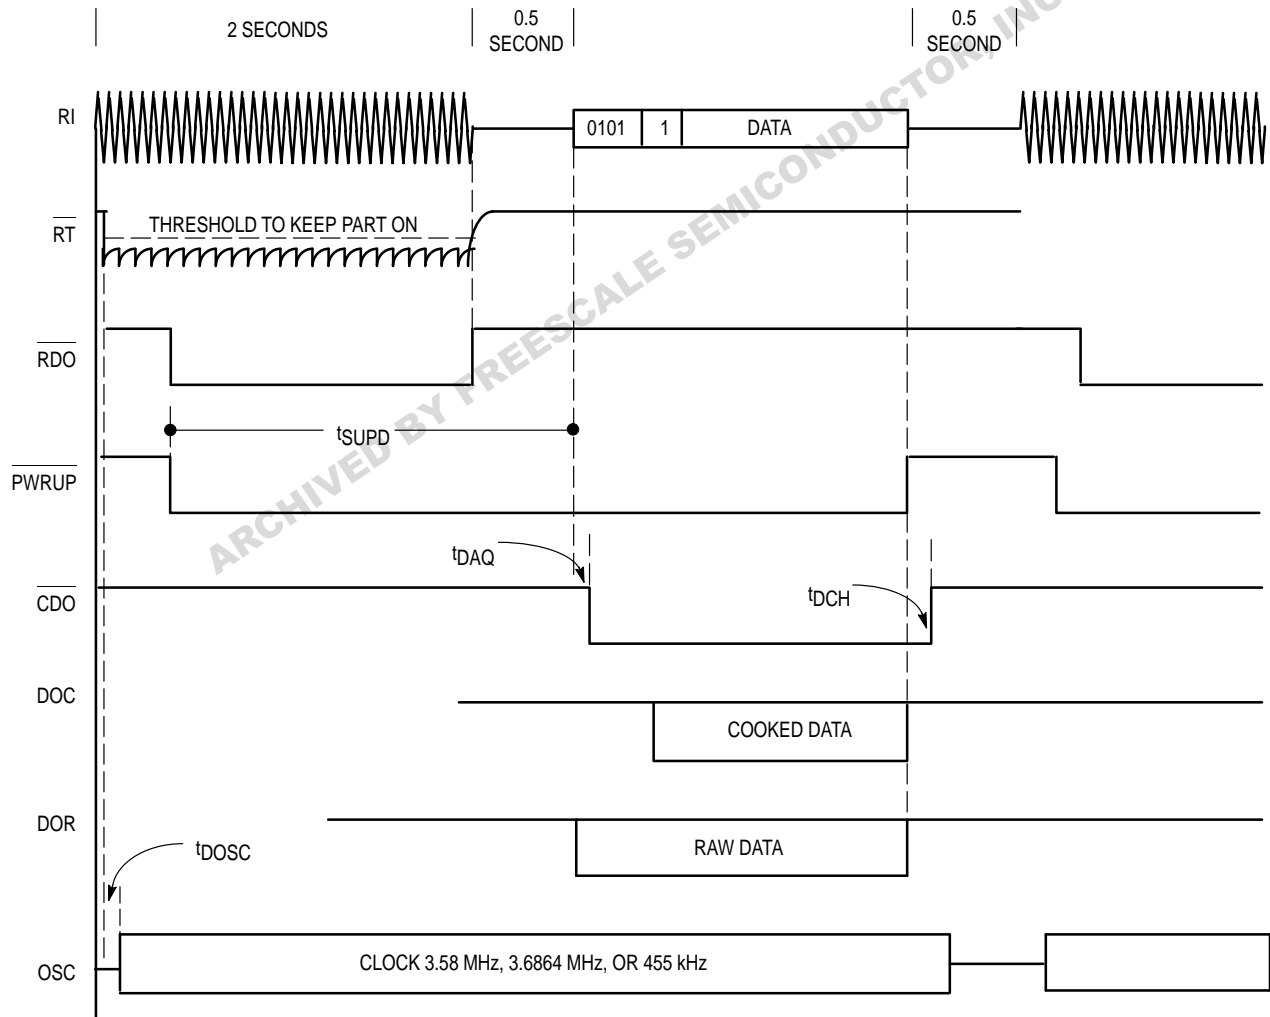 2 SECONDS
0.5
SECOND
0.5
SECOND
RI
0101
1
DATA
RT
THRESHOLD TO KEEP PART ON
RDO
tSUPD
PWRUP
tDAQ
CDO
tDCH
DOC
COOKED DATA
DOR
RAW DATA
tDOSC
OSC
CLOCK 3.58 MHz, 3.6864 MHz, OR 455 kHz
ARCHIVED BY FREESCALE SEMICONDUCTOR, INC